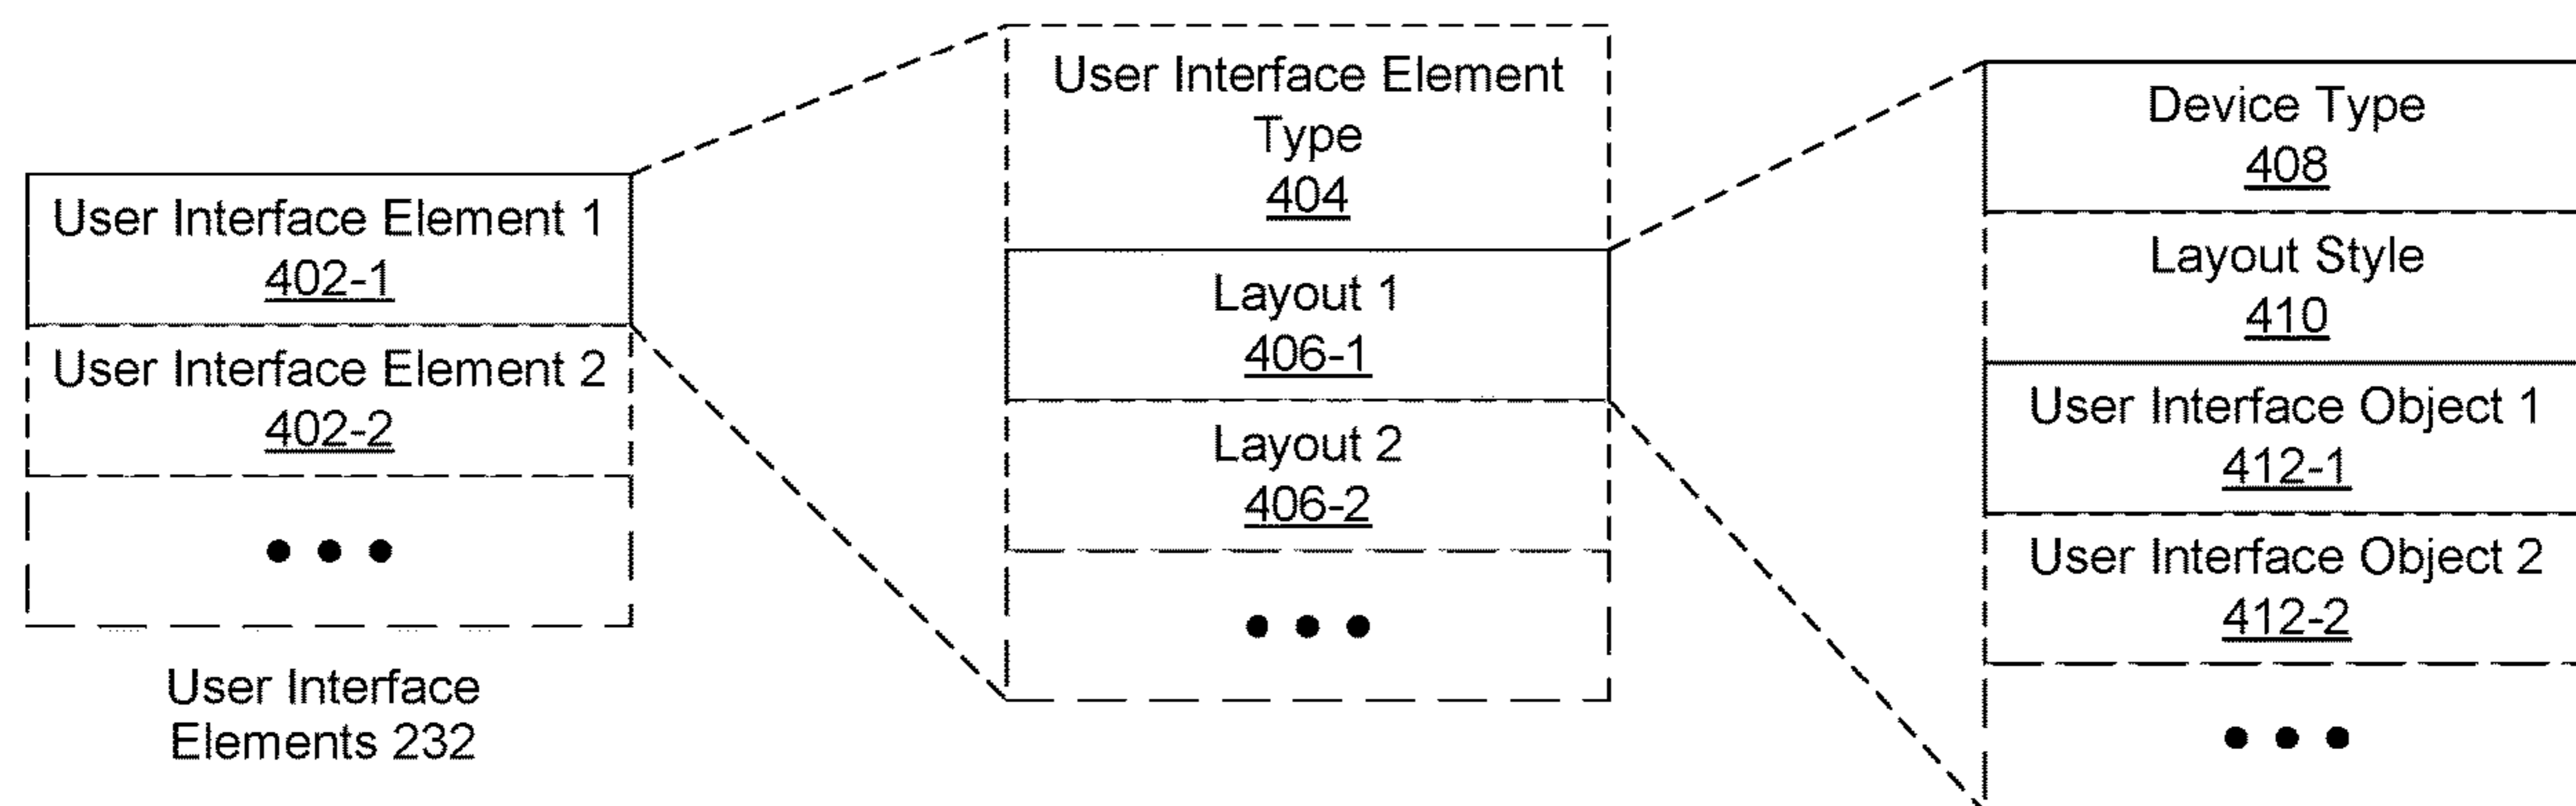 User Interface Element 1
402-1
User Interface Element 2
402-2
• • •
User Interface
Elements 232
User Interface Element
Type
404
Layout 1
406-1
Layout 2
406-2
• • •
Device Type
408
Layout Style
410
User Interface Object 1
412-1
User Interface Object 2
412-2
• • •